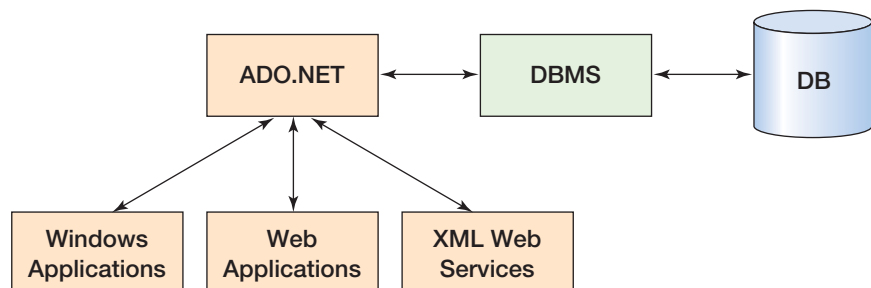 ADO.NET
DBMS
DB
Windows
Applications
Web
Applications
XML Web
Services